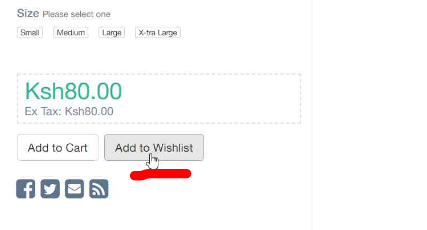 Size Please select one
Small Medium Large X-tra Large
Ksh80.00
Ex Tax: Ksh80.00
Add to Cart Add to Wishlist